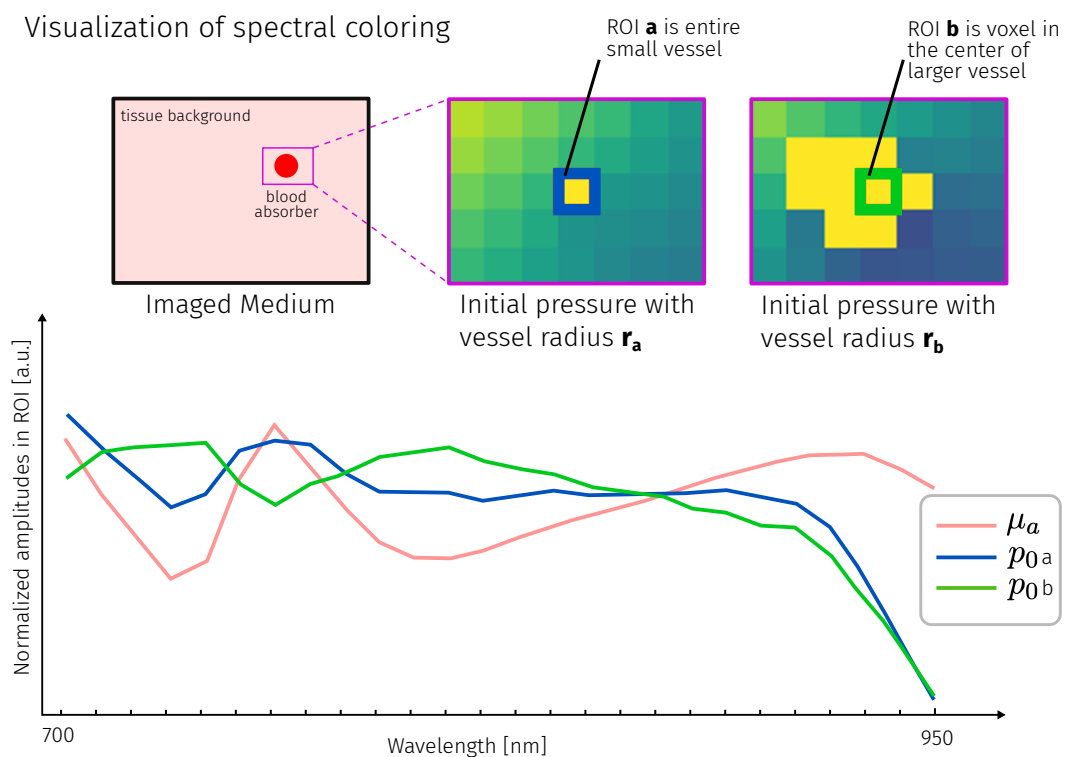 Visualization of spectral coloring
ROI a is entire
small vessel
ROI b is voxel in
the center of
larger vessel
tissue background
blood
absorber
Imaged Medium
Initial pressure with
vessel radius rₐ
Initial pressure with
vessel radius r_b
Normalized amplitudes in ROI [a.u.]
μₐ
p₀ a
p₀ b
700
Wavelength [nm]
950